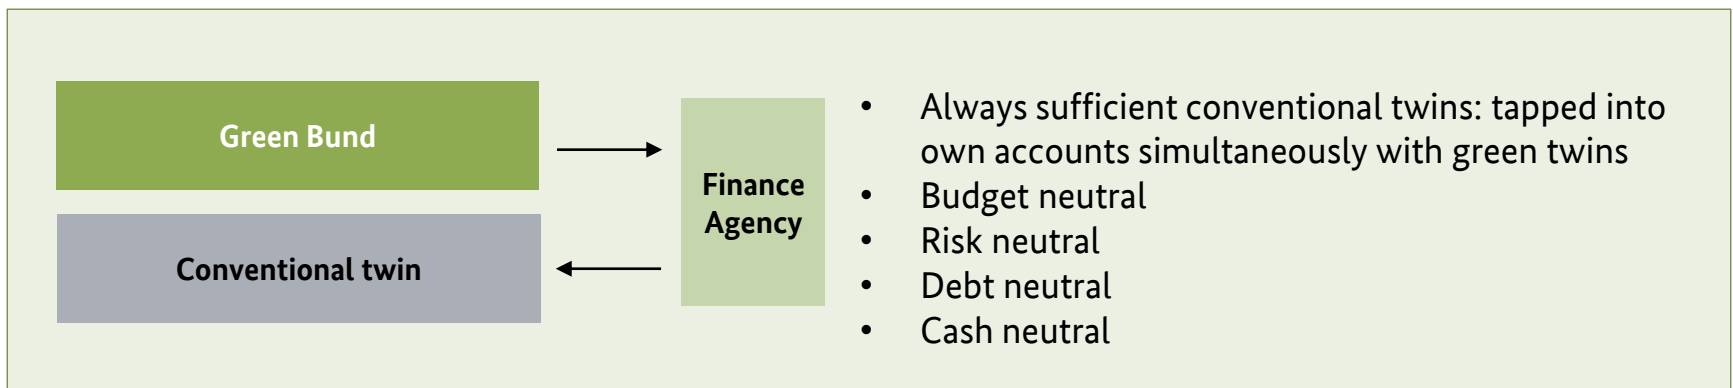 Green Bund
Conventional twin
Finance
Agency
• Always sufficient conventional twins: tapped into
own accounts simultaneously with green twins
• Budget neutral
• Risk neutral
• Debt neutral
• Cash neutral